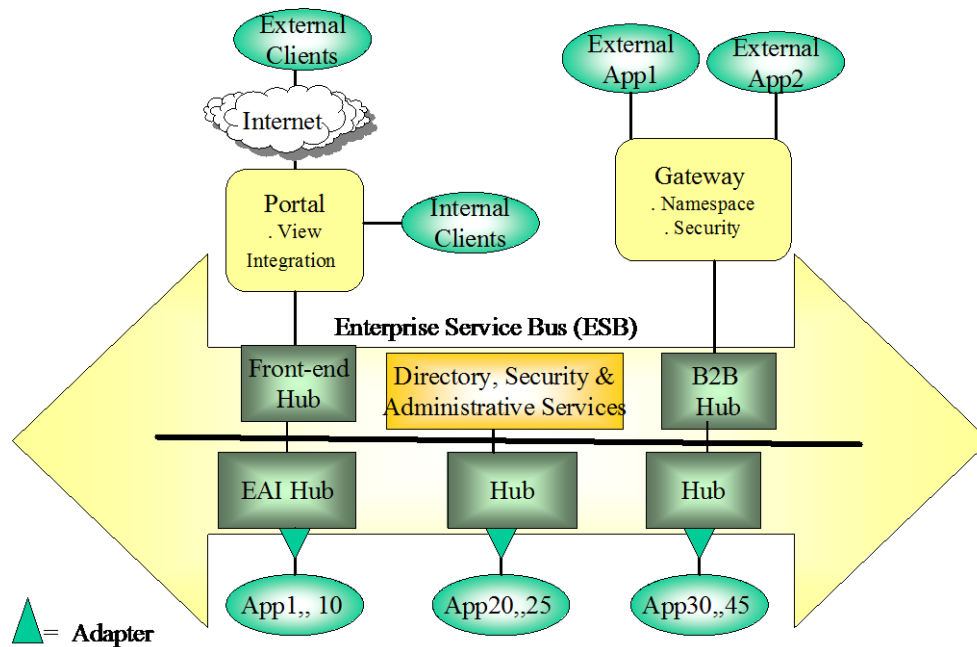 External
Clients
External
App1
External
App2
Internet
Portal
. View
Integration
Internal
Clients
Gateway
. Namespace
. Security
Enterprise Service Bus (ESB)
Front-end
Hub
Directory, Security &
Administrative Services
B2B
Hub
EAI Hub
Hub
Hub
App1,, 10
App20,,25
App30,,45
= Adapter